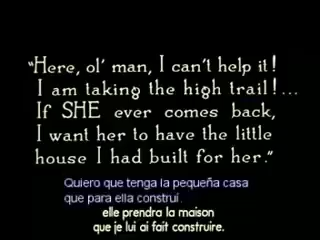 "Here, ol' man, I can't help it!
I am taking the high trail!...
If SHE ever comes back,
I want her to have the little
house I had built for her."
Quiero que tenga la pequeña casa
que para ella construí.
elle prendra la maison
que je lui ai fait construire.